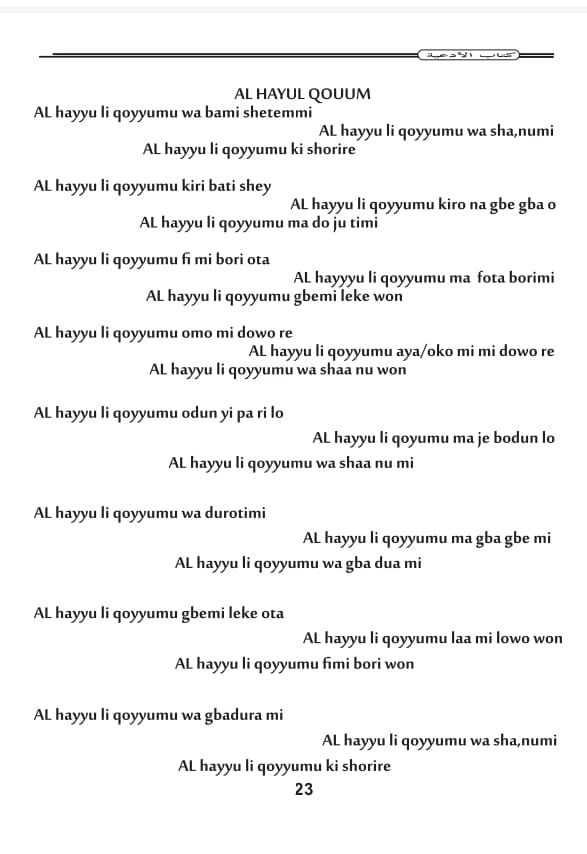 كتاب الأدعية
AL HAYUL QOUUM
AL hayyu li qoyyumu wa bami shetemmi
AL hayyu li qoyyumu wa sha,numi
AL hayyu li qoyyumu ki shorire
AL hayyu li qoyyumu kiri bati shey
AL hayyu li qoyyumu kiro na gbe gba o
AL hayyu li qoyyumu ma do ju timi
AL hayyu li qoyyumu fi mi bori ota
AL hayyyu li qoyyumu ma fota borimi
AL hayyu li qoyyumu gbemi leke won
AL hayyu li qoyyumu omo mi dowo re
AL hayyu li qoyyumu aya/oko mi mi dowo re
AL hayyu li qoyyumu wa shaa nu won
AL hayyu li qoyyumu odun yi pa ri lo
AL hayyu li qoyumu ma je bodun lo
AL hayyu li qoyyumu wa shaa nu mi
AL hayyu li qoyyumu wa durotimi
AL hayyu li qoyyumu ma gba gbe mi
AL hayyu li qoyyumu wa gba dua mi
AL hayyu li qoyyumu gbemi leke ota
AL hayyu li qoyyumu laa mi lowo won
AL hayyu li qoyyumu fimi bori won
AL hayyu li qoyyumu wa gbadura mi
AL hayyu li qoyyumu wa sha,numi
AL hayyu li qoyyumu ki shorire
23